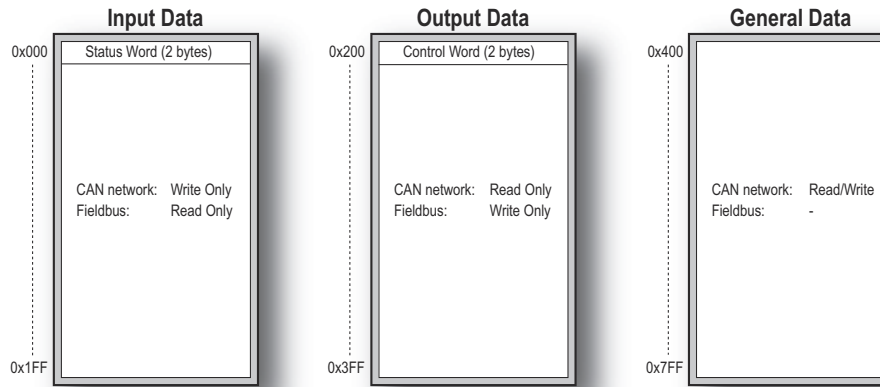 Input Data
0x000
Status Word (2 bytes)
CAN network: Write Only
Fieldbus: Read Only
0x1FF
Output Data
0x200
Control Word (2 bytes)
CAN network: Read Only
Fieldbus: Write Only
0x3FF
General Data
0x400
CAN network: Read/Write
Fieldbus: -
0x7FF